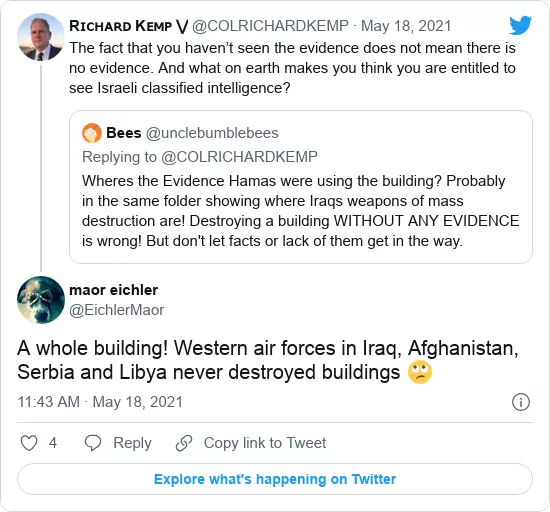 Richard Kemp ⋁ @COLRICHARDKEMP · May 18, 2021
The fact that you haven’t seen the evidence does not mean there is
no evidence. And what on earth makes you think you are entitled to
see Israeli classified intelligence?
Bees @unclebumblebees
Replying to @COLRICHARDKEMP
Wheres the Evidence Hamas were using the building? Probably
in the same folder showing where Iraqs weapons of mass
destruction are! Destroying a building WITHOUT ANY EVIDENCE
is wrong! But don't let facts or lack of them get in the way.
maor eichler
@EichlerMaor
A whole building! Western air forces in Iraq, Afghanistan,
Serbia and Libya never destroyed buildings 🙄
11:43 AM · May 18, 2021
4 Reply Copy link to Tweet
Explore what's happening on Twitter